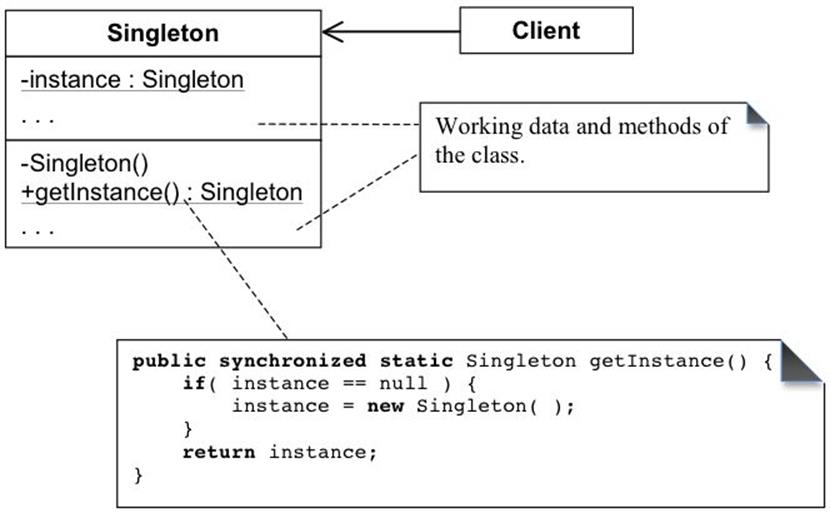 Singleton
Client
-instance : Singleton
. . .
Working data and methods of
the class.
-Singleton()
+getInstance() : Singleton
. . .
public synchronized static Singleton getInstance() {
    if( instance == null ) {
        instance = new Singleton( );
    }
    return instance;
}